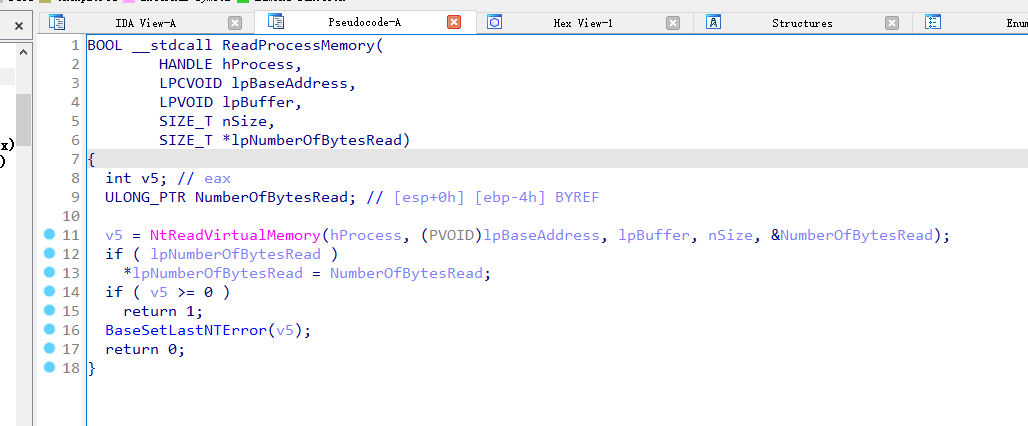 IDA View-A
Pseudocode-A
Hex View-1
Structures
Enum
x)
)
1 BOOL __stdcall ReadProcessMemory(
2 HANDLE hProcess,
3 LPCVOID lpBaseAddress,
4 LPVOID lpBuffer,
5 SIZE_T nSize,
6 SIZE_T *lpNumberOfBytesRead)
7 {
8 int v5; // eax
9 ULONG_PTR NumberOfBytesRead; // [esp+0h] [ebp-4h] BYREF
10
11 v5 = NtReadVirtualMemory(hProcess, (PVOID)lpBaseAddress, lpBuffer, nSize, &NumberOfBytesRead);
12 if ( lpNumberOfBytesRead )
13 *lpNumberOfBytesRead = NumberOfBytesRead;
14 if ( v5 >= 0 )
15 return 1;
16 BaseSetLastNTError(v5);
17 return 0;
18 }